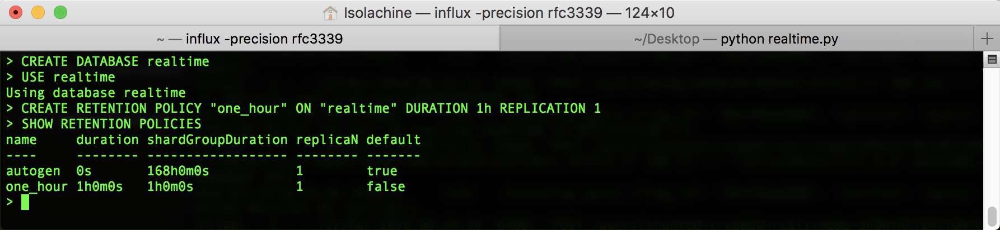 Isolachine — influx -precision rfc3339 — 124×10
~ — influx -precision rfc3339
~/Desktop — python realtime.py
> CREATE DATABASE realtime
> USE realtime
Using database realtime
> CREATE RETENTION POLICY "one_hour" ON "realtime" DURATION 1h REPLICATION 1
> SHOW RETENTION POLICIES
name     duration shardGroupDuration replicaN default
----     -------- ------------------ -------- -------
autogen  0s       168h0m0s           1        true
one_hour 1h0m0s   1h0m0s             1        false
>